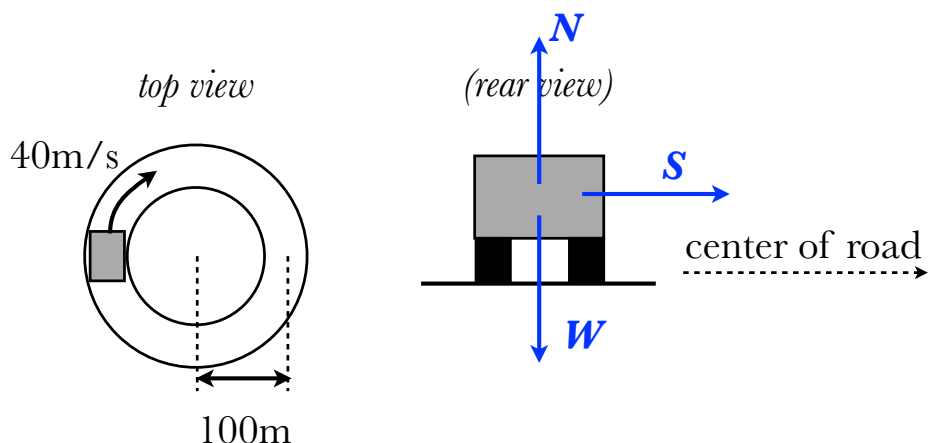 top view
40m/s
100m
N
(rear view)
S
center of road
W